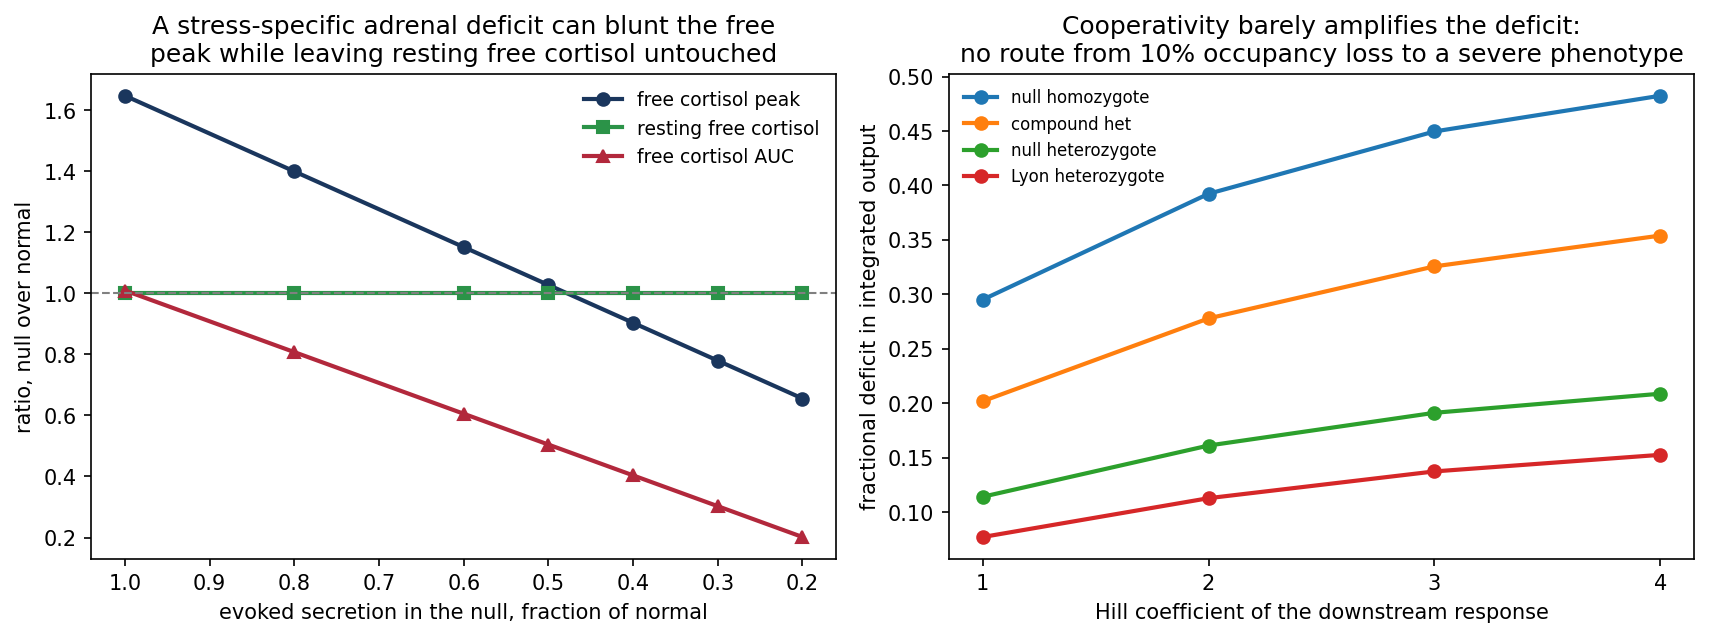 A stress-specific adrenal deficit can blunt the free
peak while leaving resting free cortisol untouched
ratio, null over normal
1.6
1.4
1.2
1.0
0.8
0.6
0.4
0.2
free cortisol peak
resting free cortisol
free cortisol AUC
1.0 0.9 0.8 0.7 0.6 0.5 0.4 0.3 0.2
evoked secretion in the null, fraction of normal
Cooperativity barely amplifies the deficit:
no route from 10% occupancy loss to a severe phenotype
fractional deficit in integrated output
0.50
0.45
0.40
0.35
0.30
0.25
0.20
0.15
0.10
null homozygote
compound het
null heterozygote
Lyon heterozygote
1 2 3 4
Hill coefficient of the downstream response